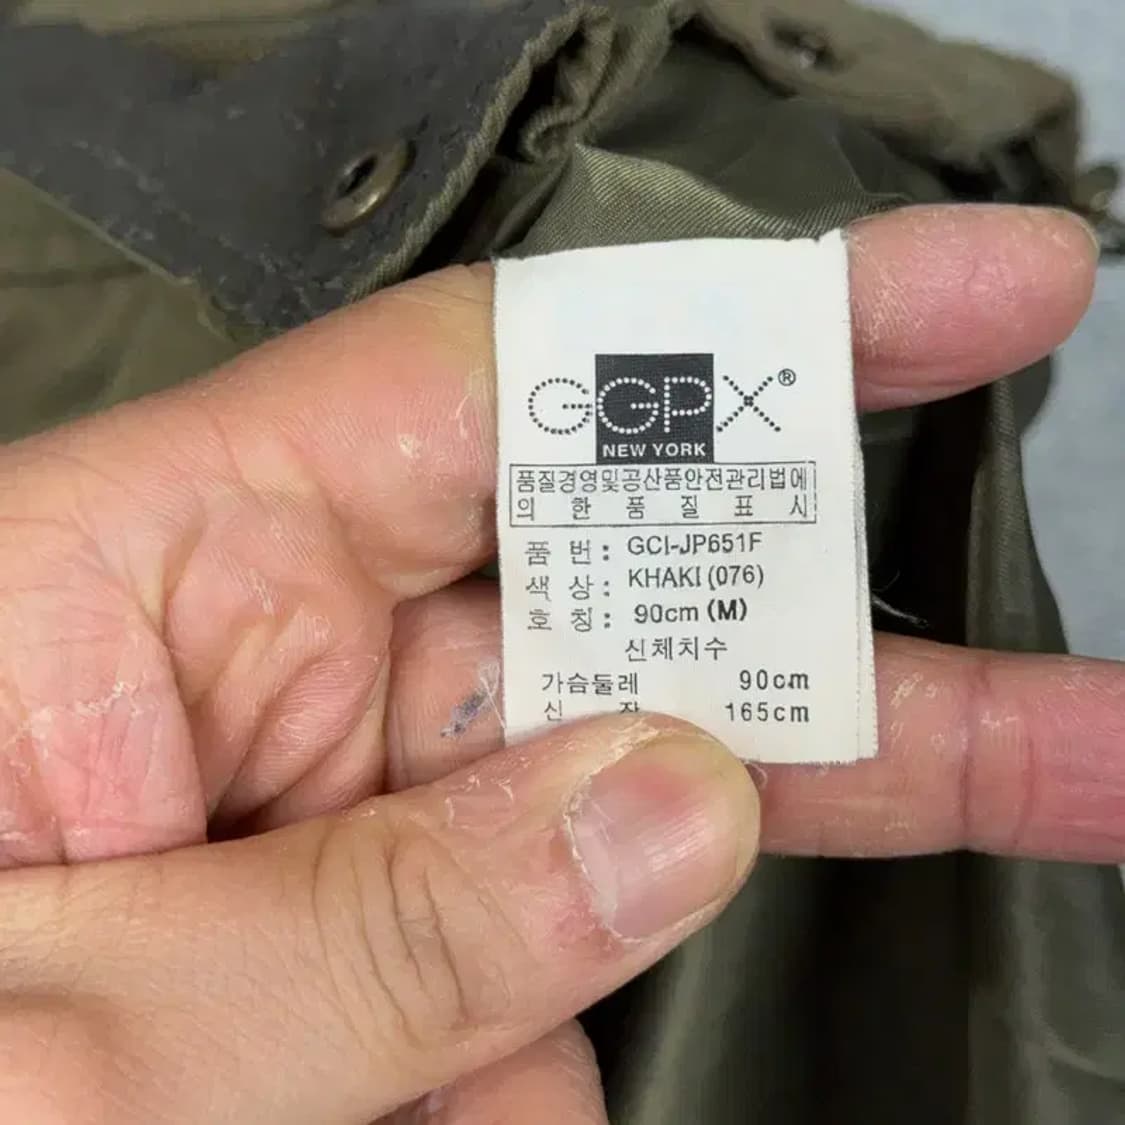 GGPX®
NEW YORK
품질경영및공산품안전관리법에
의 한 품 질 표 시
품 번 : GCI-JP651F
색 상 : KHAKI (076)
호 칭 : 90cm (M)
신체치수
가슴둘레 90cm
신 장 165cm